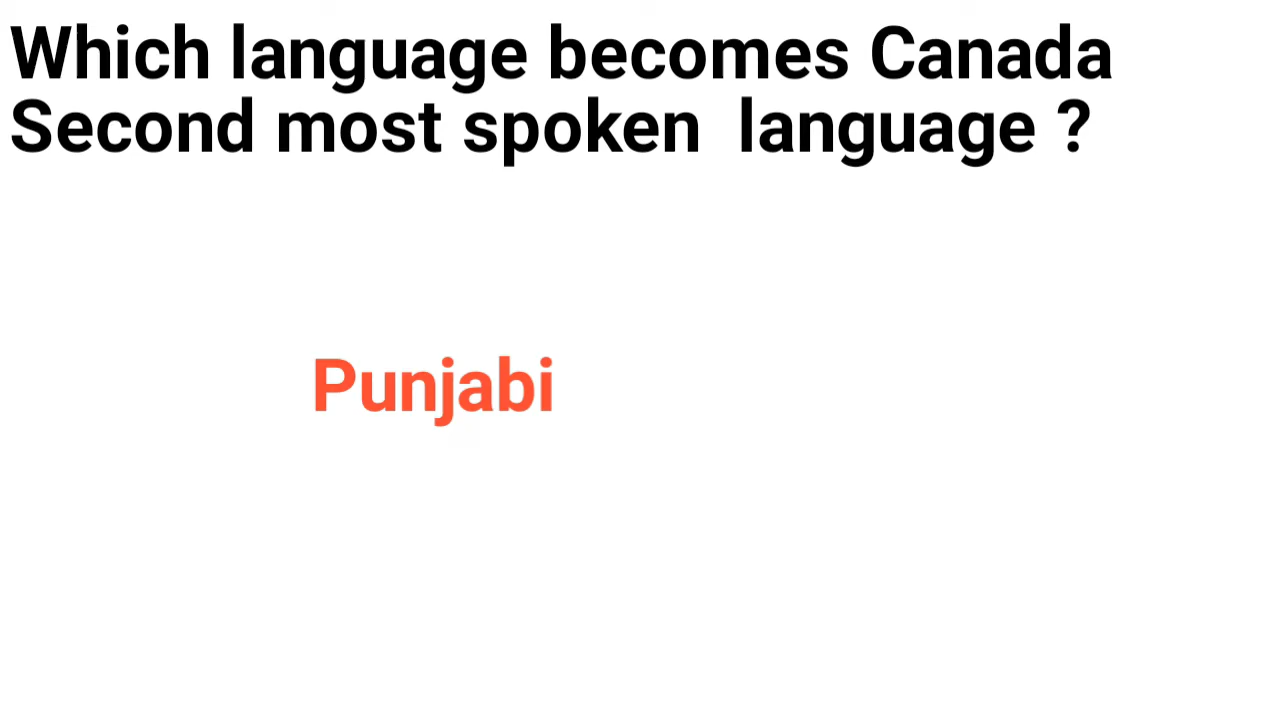 Which language becomes Canada
Second most spoken  language ?
Punjabi